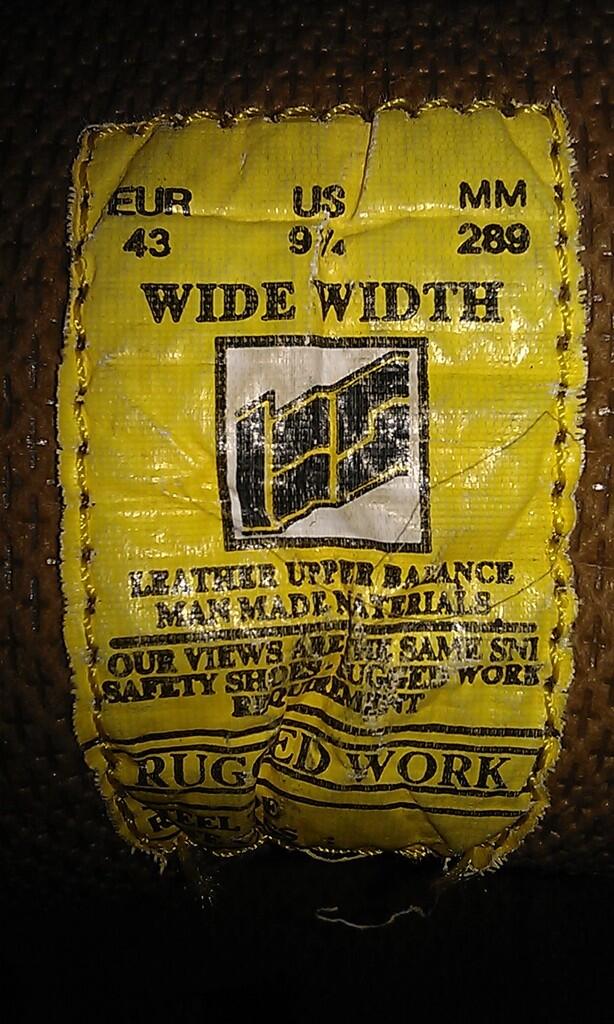 EUR US MM
43 9½ 289
WIDE WIDTH
LEATHER UPPER BALANCE
MAN MADE MATERIALS
OUR VIEWS ARE THE SAME SNI
SAFETY SHOES- RUGGED WORK
REQUIREMENT
RUGGED WORK